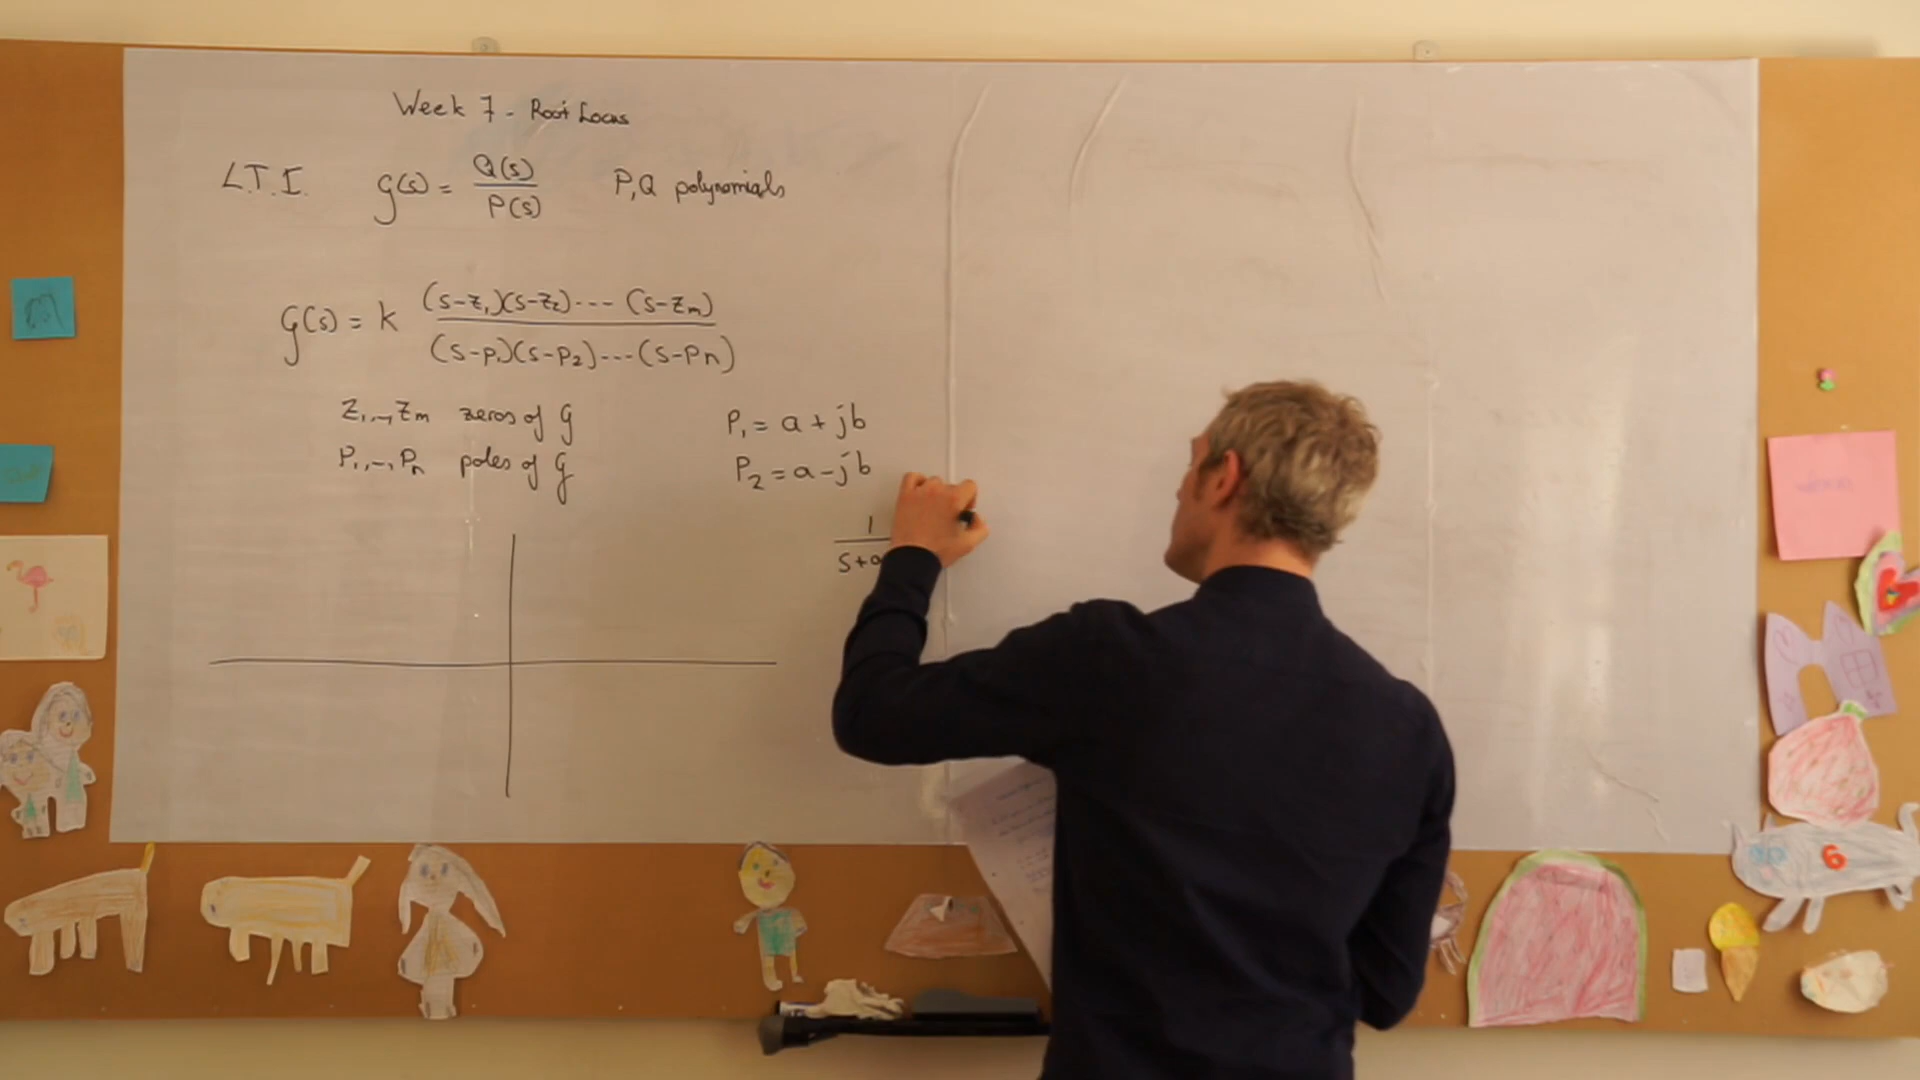 Week 7 - Root Locus
L.T.I. g(s) = Q(s)/P(s) P,Q polynomials
G(s) = k (s-z₁)(s-z₂)---(s-zm) / (s-p₁)(s-p₂)---(s-pn)
z₁,-,zm zeros of G
P₁,-,Pn poles of G
P₁ = a + jb
P₂ = a - jb
1
s+a
6